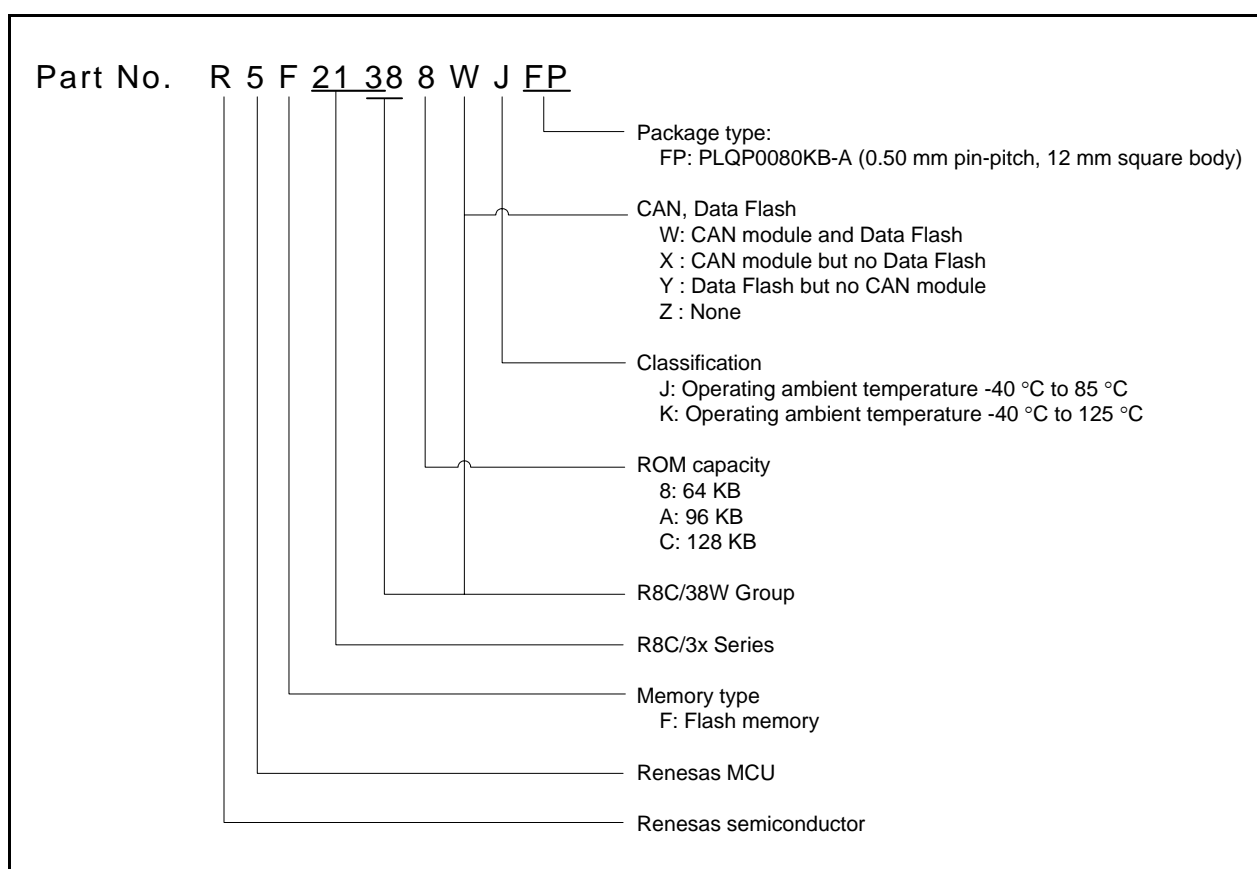 Part No. R 5 F 21 38 8 W J FP
Package type:
FP: PLQP0080KB-A (0.50 mm pin-pitch, 12 mm square body)
CAN, Data Flash
W: CAN module and Data Flash
X : CAN module but no Data Flash
Y : Data Flash but no CAN module
Z : None
Classification
J: Operating ambient temperature -40 °C to 85 °C
K: Operating ambient temperature -40 °C to 125 °C
ROM capacity
8: 64 KB
A: 96 KB
C: 128 KB
R8C/38W Group
R8C/3x Series
Memory type
F: Flash memory
Renesas MCU
Renesas semiconductor